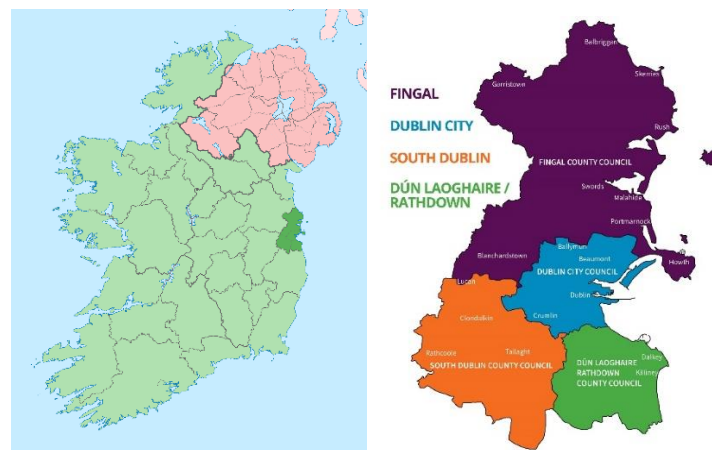 FINGAL
DUBLIN CITY
SOUTH DUBLIN
DÚN LAOGHAIRE /
RATHDOWN
Balbriggan
Skerries
Garristown
Rush
FINGAL COUNTY COUNCIL
Swords
Malahide
Portmarnock
Blanchardstown
Howth
Ballymun
Beaumont
DUBLIN CITY COUNCIL
Dublin
Crumlin
Lucan
Clondalkin
Rathcoole
Tallaght
SOUTH DUBLIN COUNTY COUNCIL
DÚN LAOGHAIRE
RATHDOWN
COUNTY COUNCIL
Dalkey
Killiney